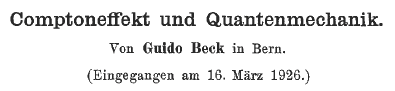 Comptoneffekt und Quantenmechanik.
Von Guido Beck in Bern.
(Eingegangen am 16. März 1926.)